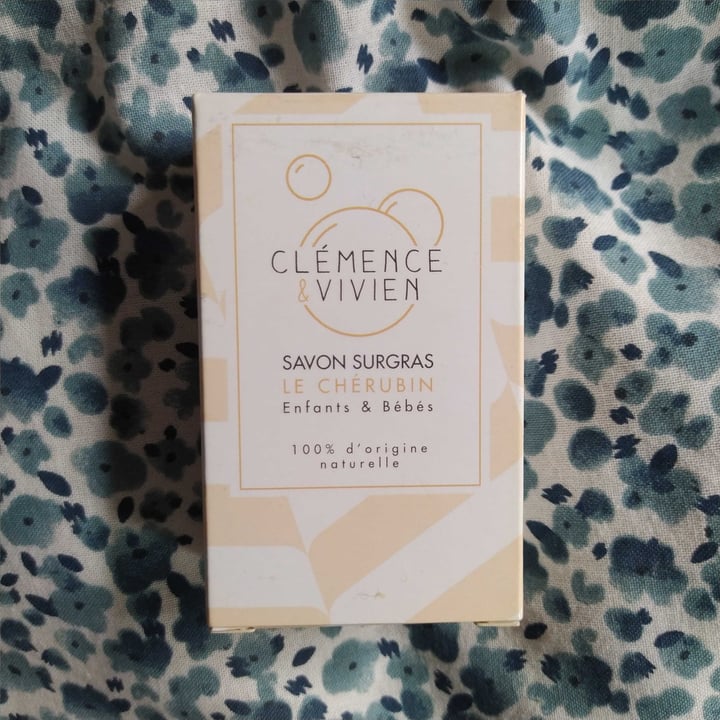 CLÉMENCE
& VIVIEN
SAVON SURGRAS
LE CHÉRUBIN
Enfants & Bébés
100% d'origine
naturelle